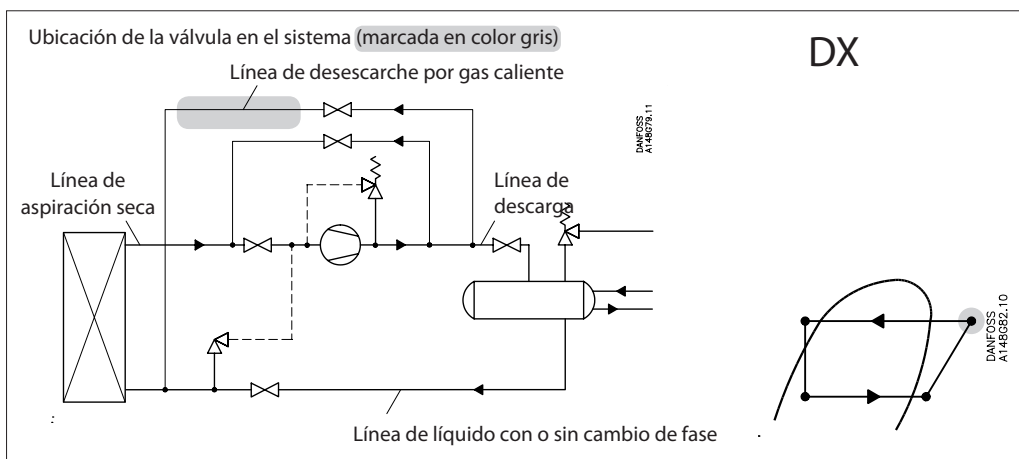 Ubicación de la válvula en el sistema (marcada en color gris)
DX
Línea de desescarche por gas caliente
DANFOSS
A148G79.11
Línea de
aspiración seca
Línea de
descarga
DANFOSS
A148G82.10
:
Línea de líquido con o sin cambio de fase
.